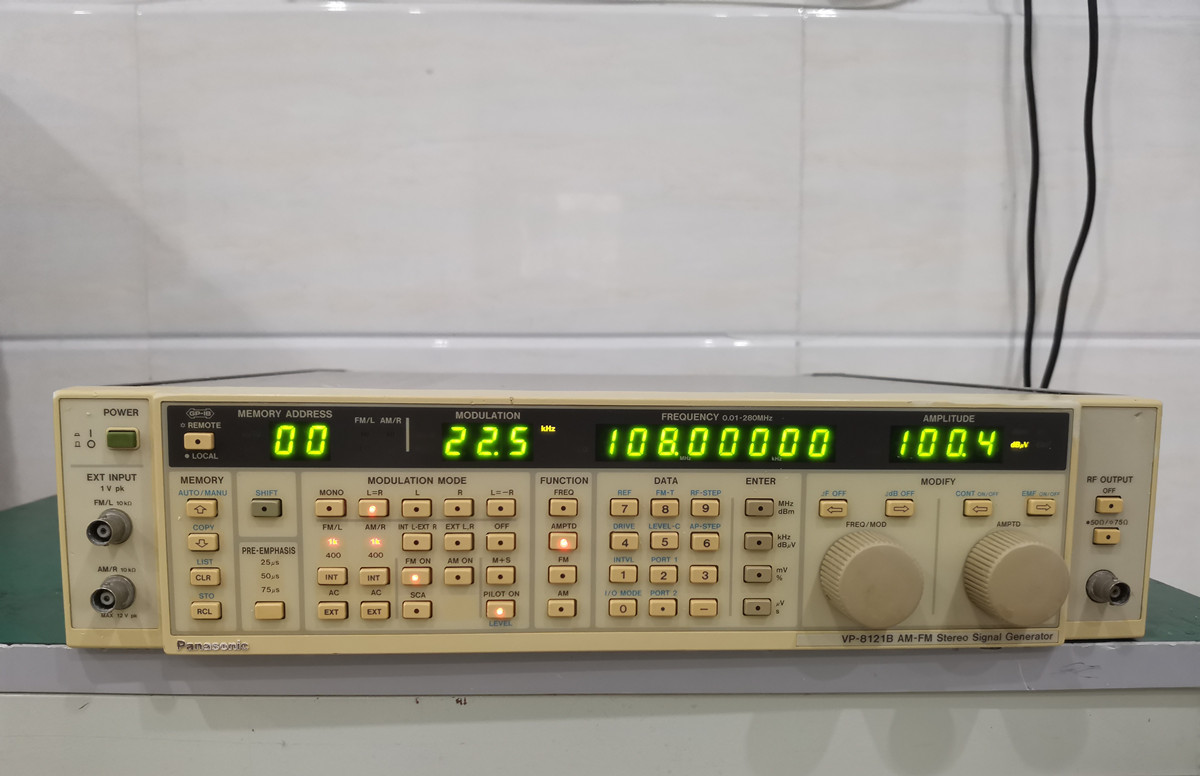 POWER
EXT INPUT
1 V pk
FM/L 10kΩ
AM/R 10kΩ
MAX 12 V pk
GP-IB
REMOTE
LOCAL
MEMORY ADDRESS
00
FM/L AM/R
MODULATION
22.5 kHz
FREQUENCY 0.01-280MHz
108.00000
MHz kHz
AMPLITUDE
100.4 dBμV
MEMORY
AUTO/MANU
COPY
LIST
CLR
STO
RCL
SHIFT
PRE-EMPHASIS
25μs
50μs
75μs
MODULATION MODE
MONO L=R L R L=-R
FM/L AM/R INT L-EXT R EXT L,R OFF
1k 1k
400 400
FM ON AM ON M+S
INT INT
AC AC SCA PILOT ON
EXT EXT
LEVEL
FUNCTION
FREQ
AMPTD
FM
AM
DATA
REF FM-T RF-STEP
7 8 9
DRIVE LEVEL-C AP-STEP
4 5 6
INTVL PORT 1
1 2 3
I/O MODE PORT 2
0 • −
ENTER
MHz
dBm
kHz
dBμV
mV
%
μV
s
MODIFY
ΔF OFF ΔdB OFF CONT ON/OFF EMF ON/OFF
FREQ/MOD AMPTD
RF OUTPUT
OFF
50Ω/75Ω
Panasonic
VP-8121B AM-FM Stereo Signal Generator